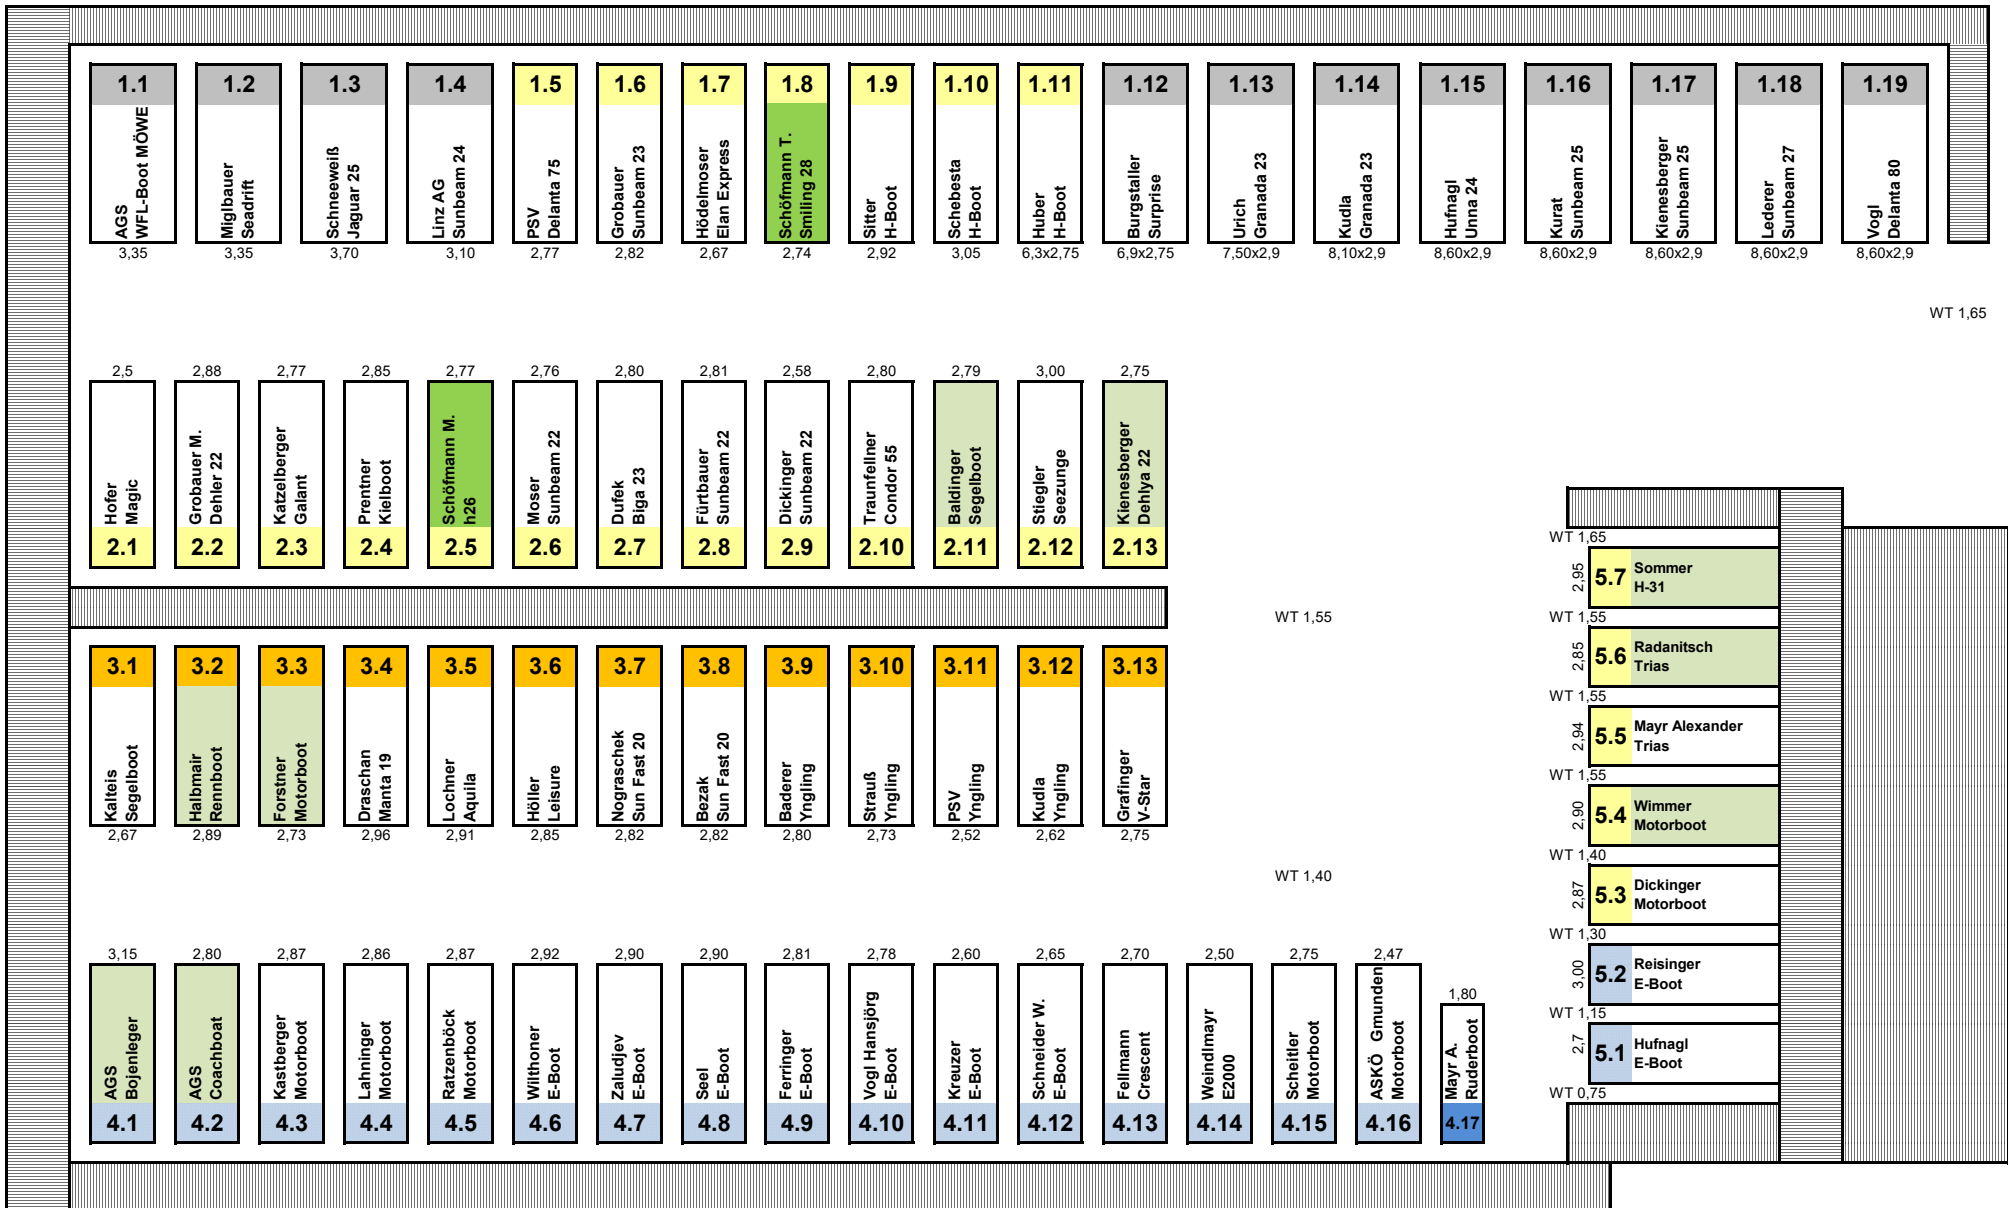 1.1 1.2 1.3 1.4 1.5 1.6 1.7 1.8 1.9 1.10 1.11 1.12 1.13 1.14 1.15 1.16 1.17 1.18 1.19
AGS
WFL-Boot MÖWE
Miglbauer
Seadrift
Schneeweiß
Jaguar 25
Linz AG
Sunbeam 24
PSV
Delanta 75
Grobauer
Sunbeam 23
Hödelmoser
Elan Express
Schöfmann T.
Smiling 28
Sitter
H-Boot
Schebesta
H-Boot
Huber
H-Boot
Burgstaller
Surprise
Urich
Granada 23
Kudla
Granada 23
Hufnagl
Unna 24
Kurat
Sunbeam 25
Kienesberger
Sunbeam 25
Lederer
Sunbeam 27
Vogl
Delanta 80
3,35 3,35 3,70 3,10 2,77 2,82 2,67 2,74 2,92 3,05 6,3x2,75 6,9x2,75 7,50x2,9 8,10x2,9 8,60x2,9 8,60x2,9 8,60x2,9 8,60x2,9 8,60x2,9
WT 1,65
2,5 2,88 2,77 2,85 2,77 2,76 2,80 2,81 2,58 2,80 2,79 3,00 2,75
Hofer
Magic
Grobauer M.
Dehler 22
Katzelberger
Galant
Prentner
Kielboot
Schöfmann M.
h26
Moser
Sunbeam 22
Dufek
Biga 23
Fürtbauer
Sunbeam 22
Dickinger
Sunbeam 22
Traunfellner
Condor 55
Baldinger
Segelboot
Stiegler
Seezunge
Kienesberger
Dehlya 22
2.1 2.2 2.3 2.4 2.5 2.6 2.7 2.8 2.9 2.10 2.11 2.12 2.13
WT 1,55
3.1 3.2 3.3 3.4 3.5 3.6 3.7 3.8 3.9 3.10 3.11 3.12 3.13
Kalteis
Segelboot
Halbmair
Rennboot
Forstner
Motorboot
Draschan
Manta 19
Lochner
Aquila
Höller
Leisure
Nograschek
Sun Fast 20
Bezak
Sun Fast 20
Baderer
Yngling
Strauß
Yngling
PSV
Yngling
Kudla
Yngling
Grafinger
V-Star
2,67 2,89 2,73 2,96 2,91 2,85 2,82 2,82 2,80 2,73 2,52 2,62 2,75
WT 1,40
3,15 2,80 2,87 2,86 2,87 2,92 2,90 2,90 2,81 2,78 2,60 2,65 2,70 2,50 2,75 2,47 1,80
AGS
Bojenleger
AGS
Coachboat
Kastberger
Motorboot
Lahninger
Motorboot
Ratzenböck
Motorboot
Withoner
E-Boot
Zaludjev
E-Boot
Seel
E-Boot
Ferringer
E-Boot
Vogl Hansjörg
E-Boot
Kreuzer
E-Boot
Schneider W.
E-Boot
Fellmann
Crescent
Weindlmayr
E2000
Scheitler
Motorboot
ASKÖ Gmunden
Motorboot
Mayr A.
Ruderboot
4.1 4.2 4.3 4.4 4.5 4.6 4.7 4.8 4.9 4.10 4.11 4.12 4.13 4.14 4.15 4.16 4.17
WT 1,65
2,95 5.7 Sommer
H-31
WT 1,55
2,85 5.6 Radanitsch
Trias
WT 1,55
2,94 5.5 Mayr Alexander
Trias
WT 1,55
2,90 5.4 Wimmer
Motorboot
WT 1,40
2,87 5.3 Dickinger
Motorboot
WT 1,30
3,00 5.2 Reisinger
E-Boot
WT 1,15
2,7 5.1 Hufnagl
E-Boot
WT 0,75